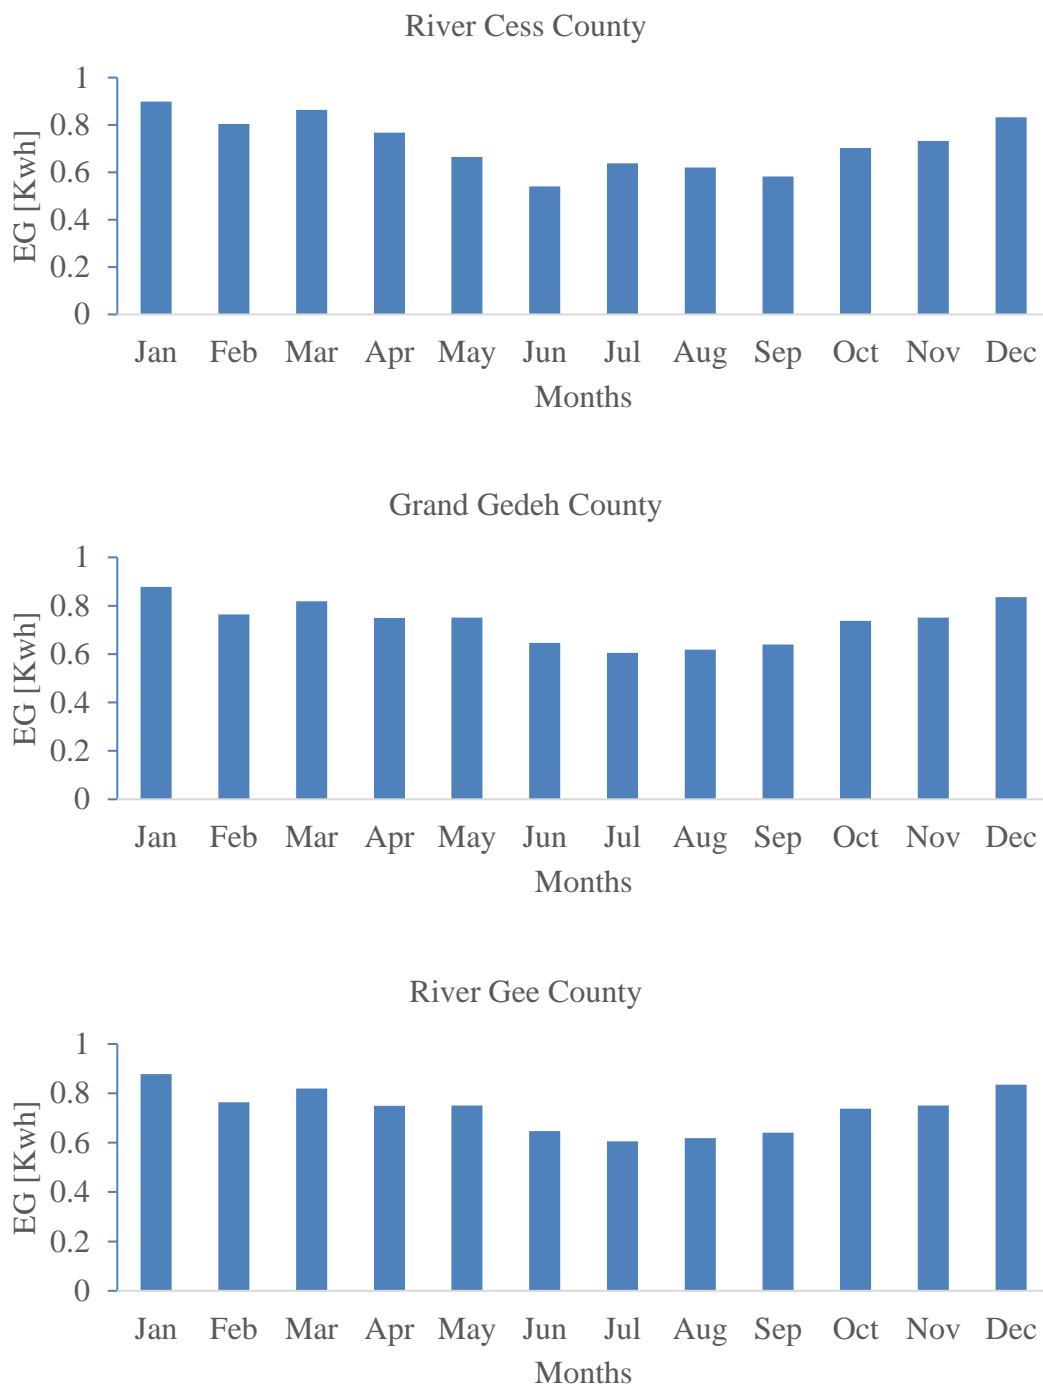 River Cess County
1
0.8
0.6
0.4
0.2
0
EG [Kwh]
Jan Feb Mar Apr May Jun Jul Aug Sep Oct Nov Dec
Months
Grand Gedeh County
1
0.8
0.6
0.4
0.2
0
EG [Kwh]
Jan Feb Mar Apr May Jun Jul Aug Sep Oct Nov Dec
Months
River Gee County
1
0.8
0.6
0.4
0.2
0
EG [Kwh]
Jan Feb Mar Apr May Jun Jul Aug Sep Oct Nov Dec
Months